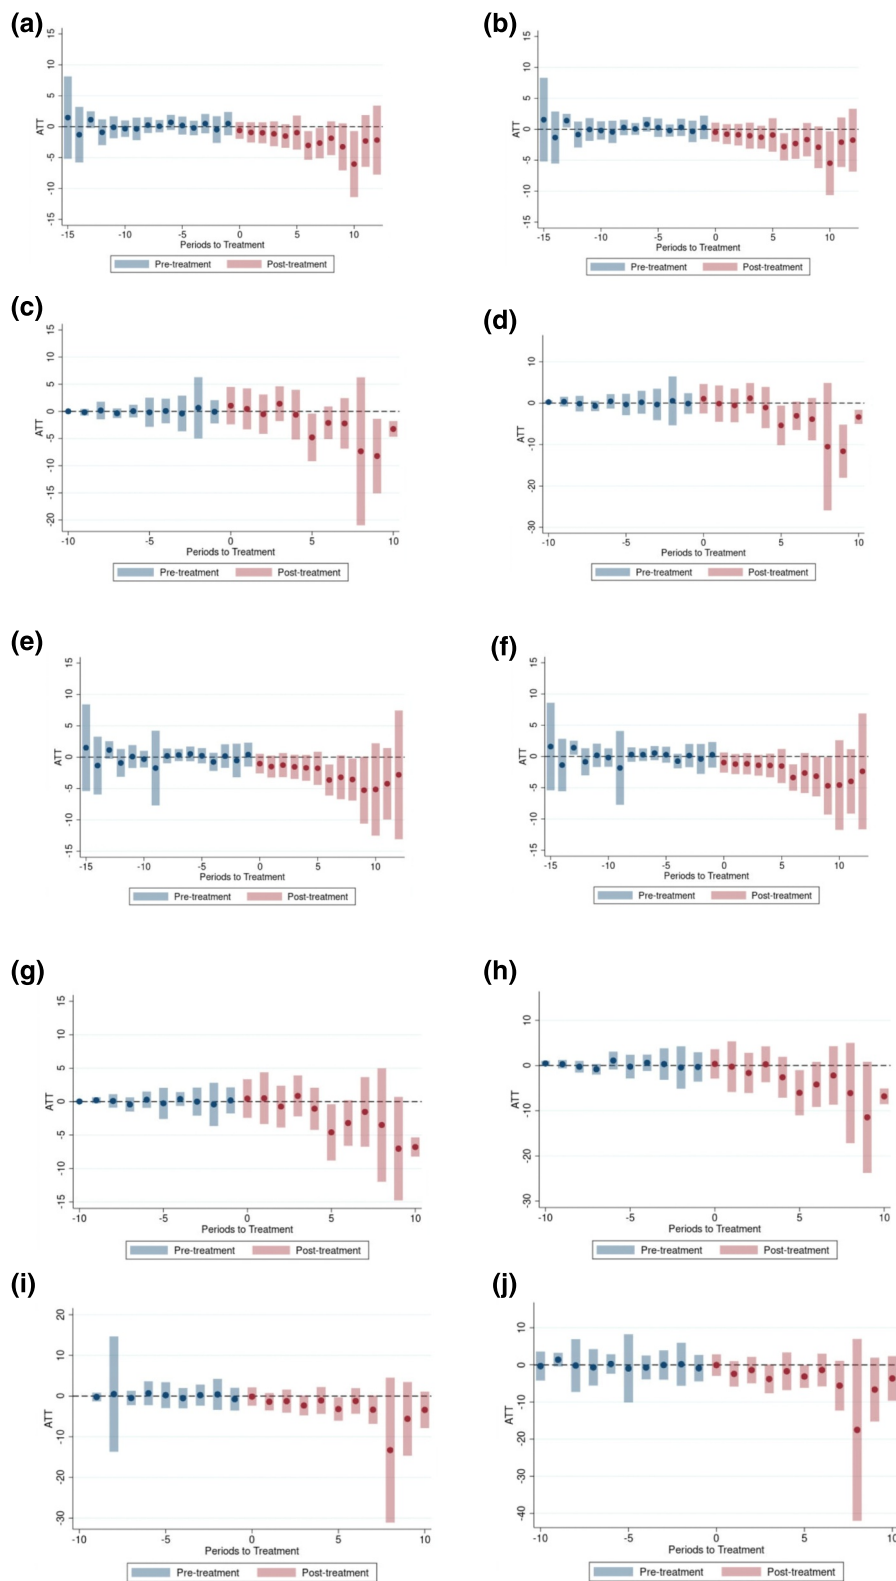 (a)
15
10
5
0
-5
-10
-15
ATT
-15
-10
-5
0
5
10
Periods to Treatment
Pre-treatment
Post-treatment
(b)
15
10
5
0
-5
-10
-15
ATT
-15
-10
-5
0
5
10
Periods to Treatment
Pre-treatment
Post-treatment
(c)
15
10
5
0
-5
-10
-15
-20
ATT
-10
-5
0
5
10
Periods to Treatment
Pre-treatment
Post-treatment
(d)
10
0
-10
-20
-30
ATT
-10
-5
0
5
10
Periods to Treatment
Pre-treatment
Post-treatment
(e)
15
10
5
0
-5
-10
-15
ATT
-15
-10
-5
0
5
10
Periods to Treatment
Pre-treatment
Post-treatment
(f)
15
10
5
0
-5
-10
-15
ATT
-15
-10
-5
0
5
10
Periods to Treatment
Pre-treatment
Post-treatment
(g)
15
10
5
0
-5
-10
-15
ATT
-10
-5
0
5
10
Periods to Treatment
Pre-treatment
Post-treatment
(h)
10
0
-10
-20
-30
ATT
-10
-5
0
5
10
Periods to Treatment
Pre-treatment
Post-treatment
(i)
20
10
0
-10
-20
-30
ATT
-10
-5
0
5
10
Periods to Treatment
Pre-treatment
Post-treatment
(j)
10
0
-10
-20
-30
-40
ATT
-10
-5
0
5
10
Periods to Treatment
Pre-treatment
Post-treatment